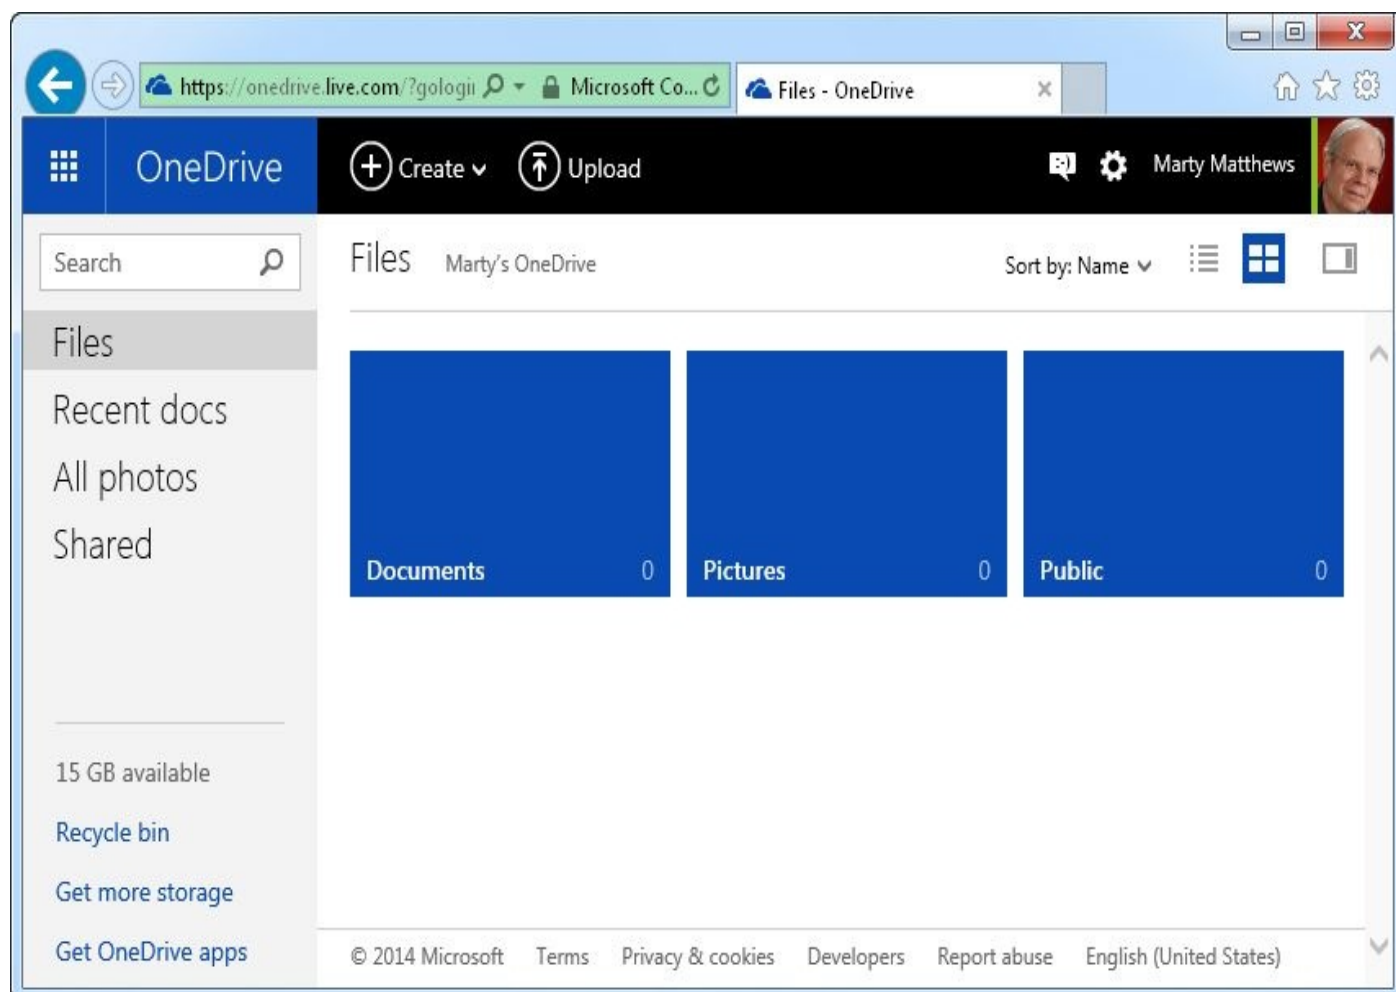 https://onedrive.live.com/?gologii Microsoft Co... Files - OneDrive
OneDrive Create Upload Marty Matthews
Search
Files Marty's OneDrive Sort by: Name
Files
Recent docs
All photos
Shared
Documents 0 Pictures 0 Public 0
15 GB available
Recycle bin
Get more storage
Get OneDrive apps
© 2014 Microsoft Terms Privacy & cookies Developers Report abuse English (United States)